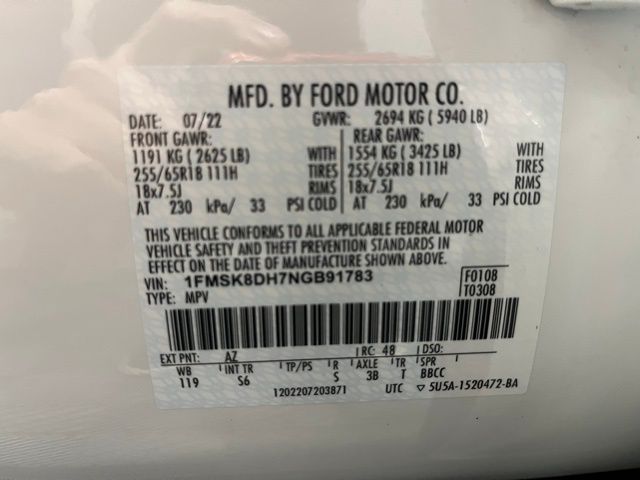 MFD. BY FORD MOTOR CO.
DATE: 07/22 GVWR: 2694 KG ( 5940 LB)
FRONT GAWR: REAR GAWR:
1191 KG ( 2625 LB) WITH 1554 KG ( 3425 LB) WITH
255/65R18 111H TIRES 255/65R18 111H TIRES
18x7.5J RIMS 18x7.5J RIMS
AT 230 kPa/ 33 PSI COLD AT 230 kPa/ 33 PSI COLD
THIS VEHICLE CONFORMS TO ALL APPLICABLE FEDERAL MOTOR
VEHICLE SAFETY AND THEFT PREVENTION STANDARDS IN
EFFECT ON THE DATE OF MANUFACTURE SHOWN ABOVE.
VIN: 1FMSK8DH7NGB91783 F0108
TYPE: MPV T0308
EXT PNT: AZ RC: 48 DSO:
WB INT TR TP/PS R AXLE TR SPR
119 S6 S 3B T BBCC
1202207203871 UTC ▽ 5U5A-1520472-BA